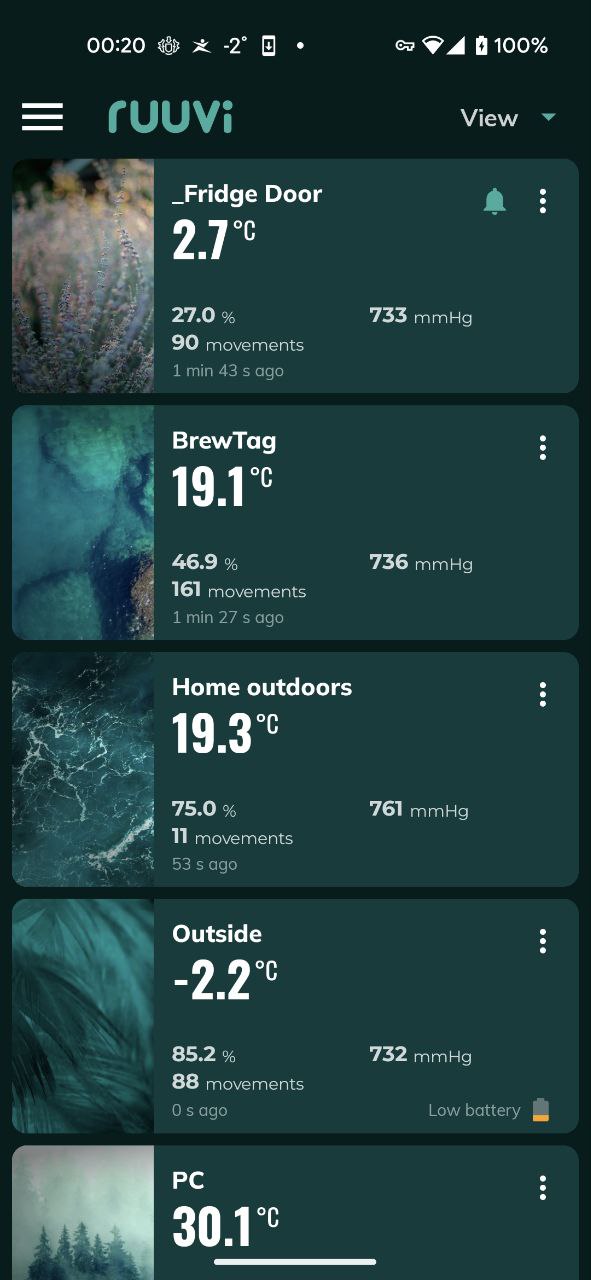 00:20 -2° 100%
ruuvi View
_Fridge Door
2.7 °C
27.0 % 733 mmHg
90 movements
1 min 43 s ago
BrewTag
19.1 °C
46.9 % 736 mmHg
161 movements
1 min 27 s ago
Home outdoors
19.3 °C
75.0 % 761 mmHg
11 movements
53 s ago
Outside
-2.2 °C
85.2 % 732 mmHg
88 movements
0 s ago Low battery
PC
30.1 °C